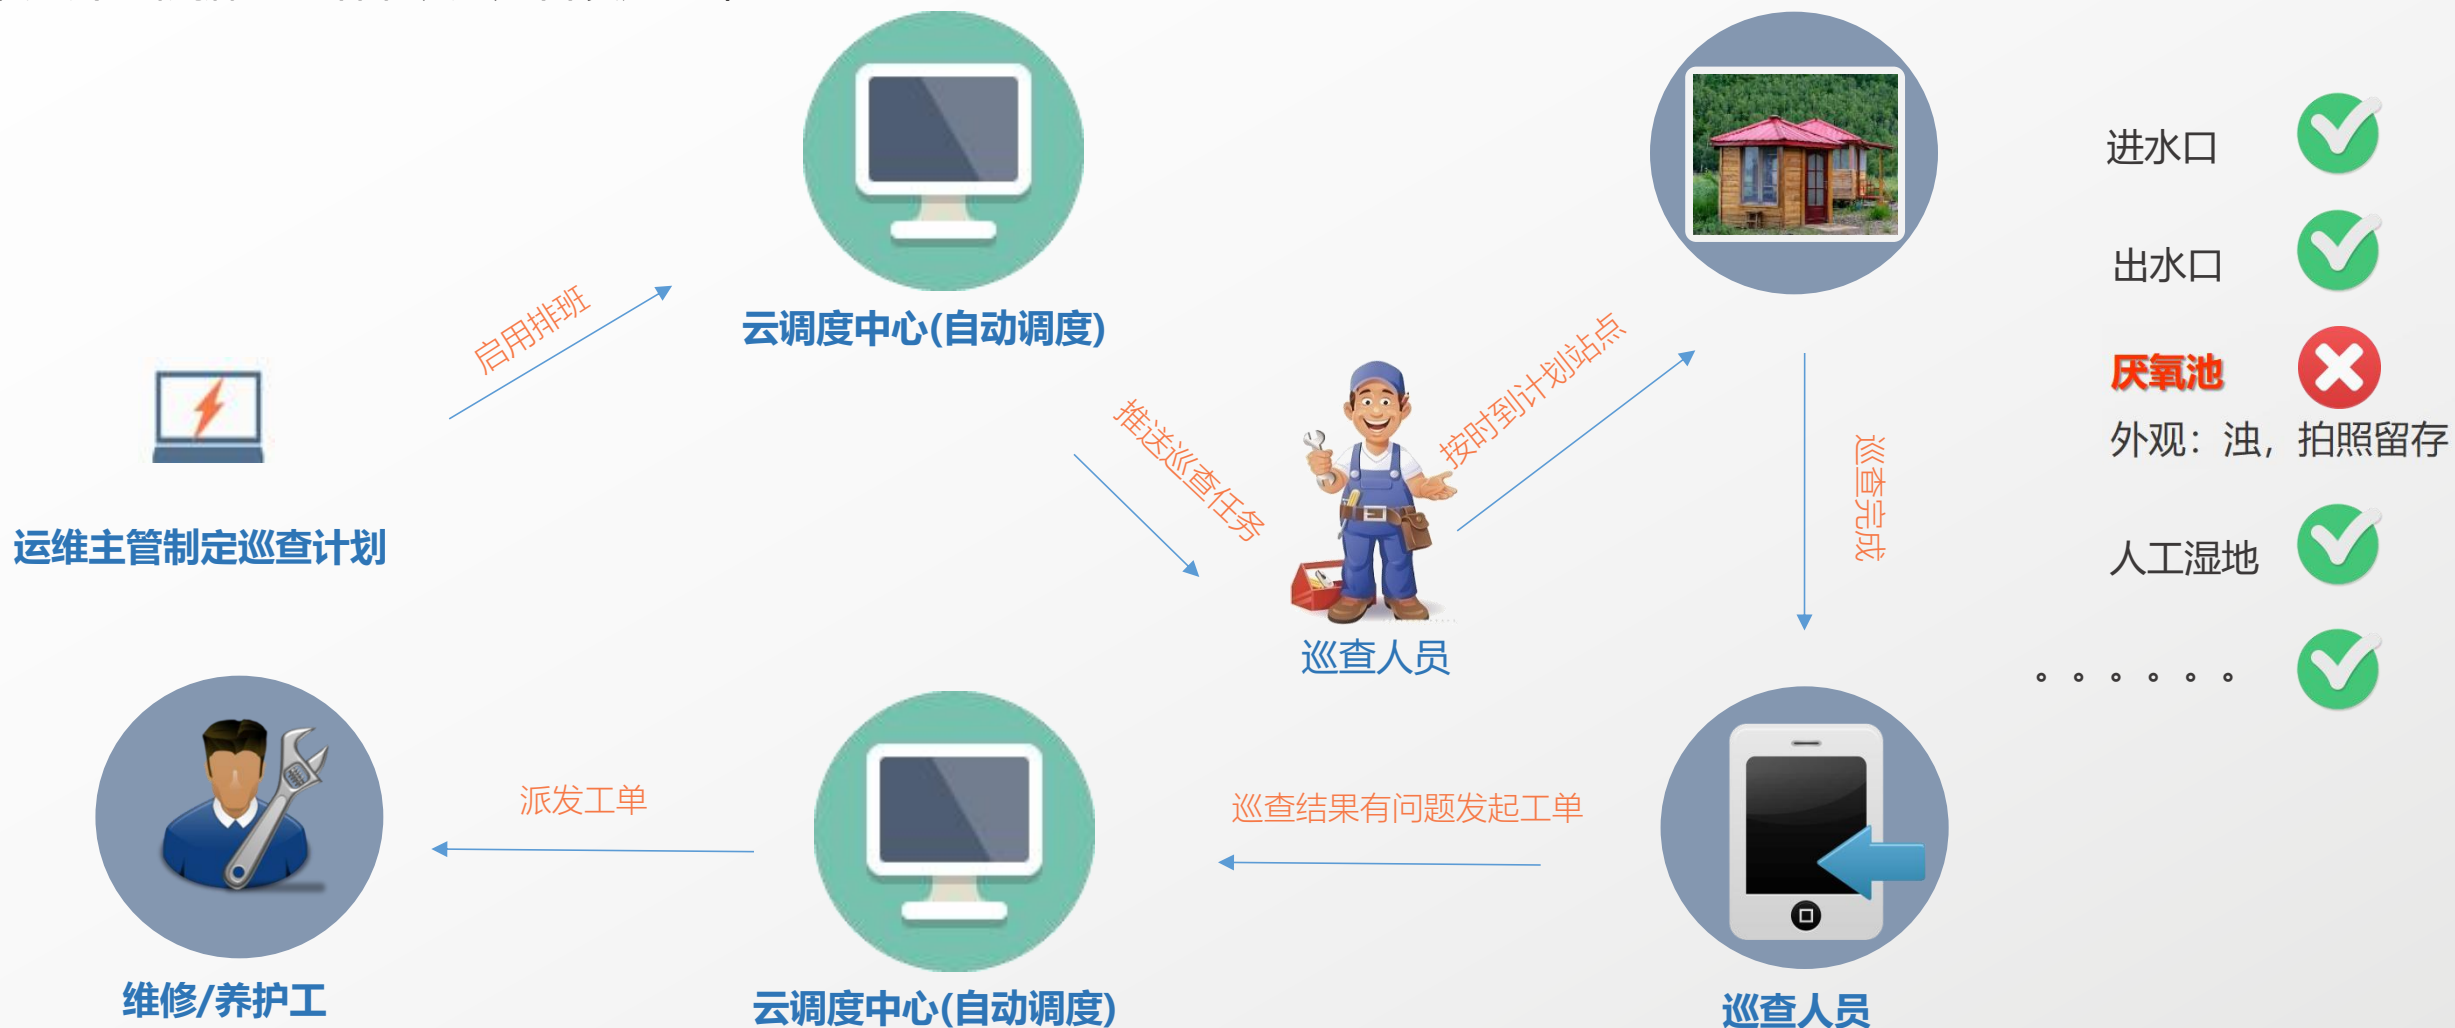 启用排班
云调度中心(自动调度)
运维主管制定巡查计划
推送巡查任务
巡查人员
按时到计划站点
巡查完成
进水口
出水口
厌氧池
外观：浊，拍照留存
人工湿地
。。。。。。
巡查结果有问题发起工单
派发工单
维修/养护工
云调度中心(自动调度)
巡查人员